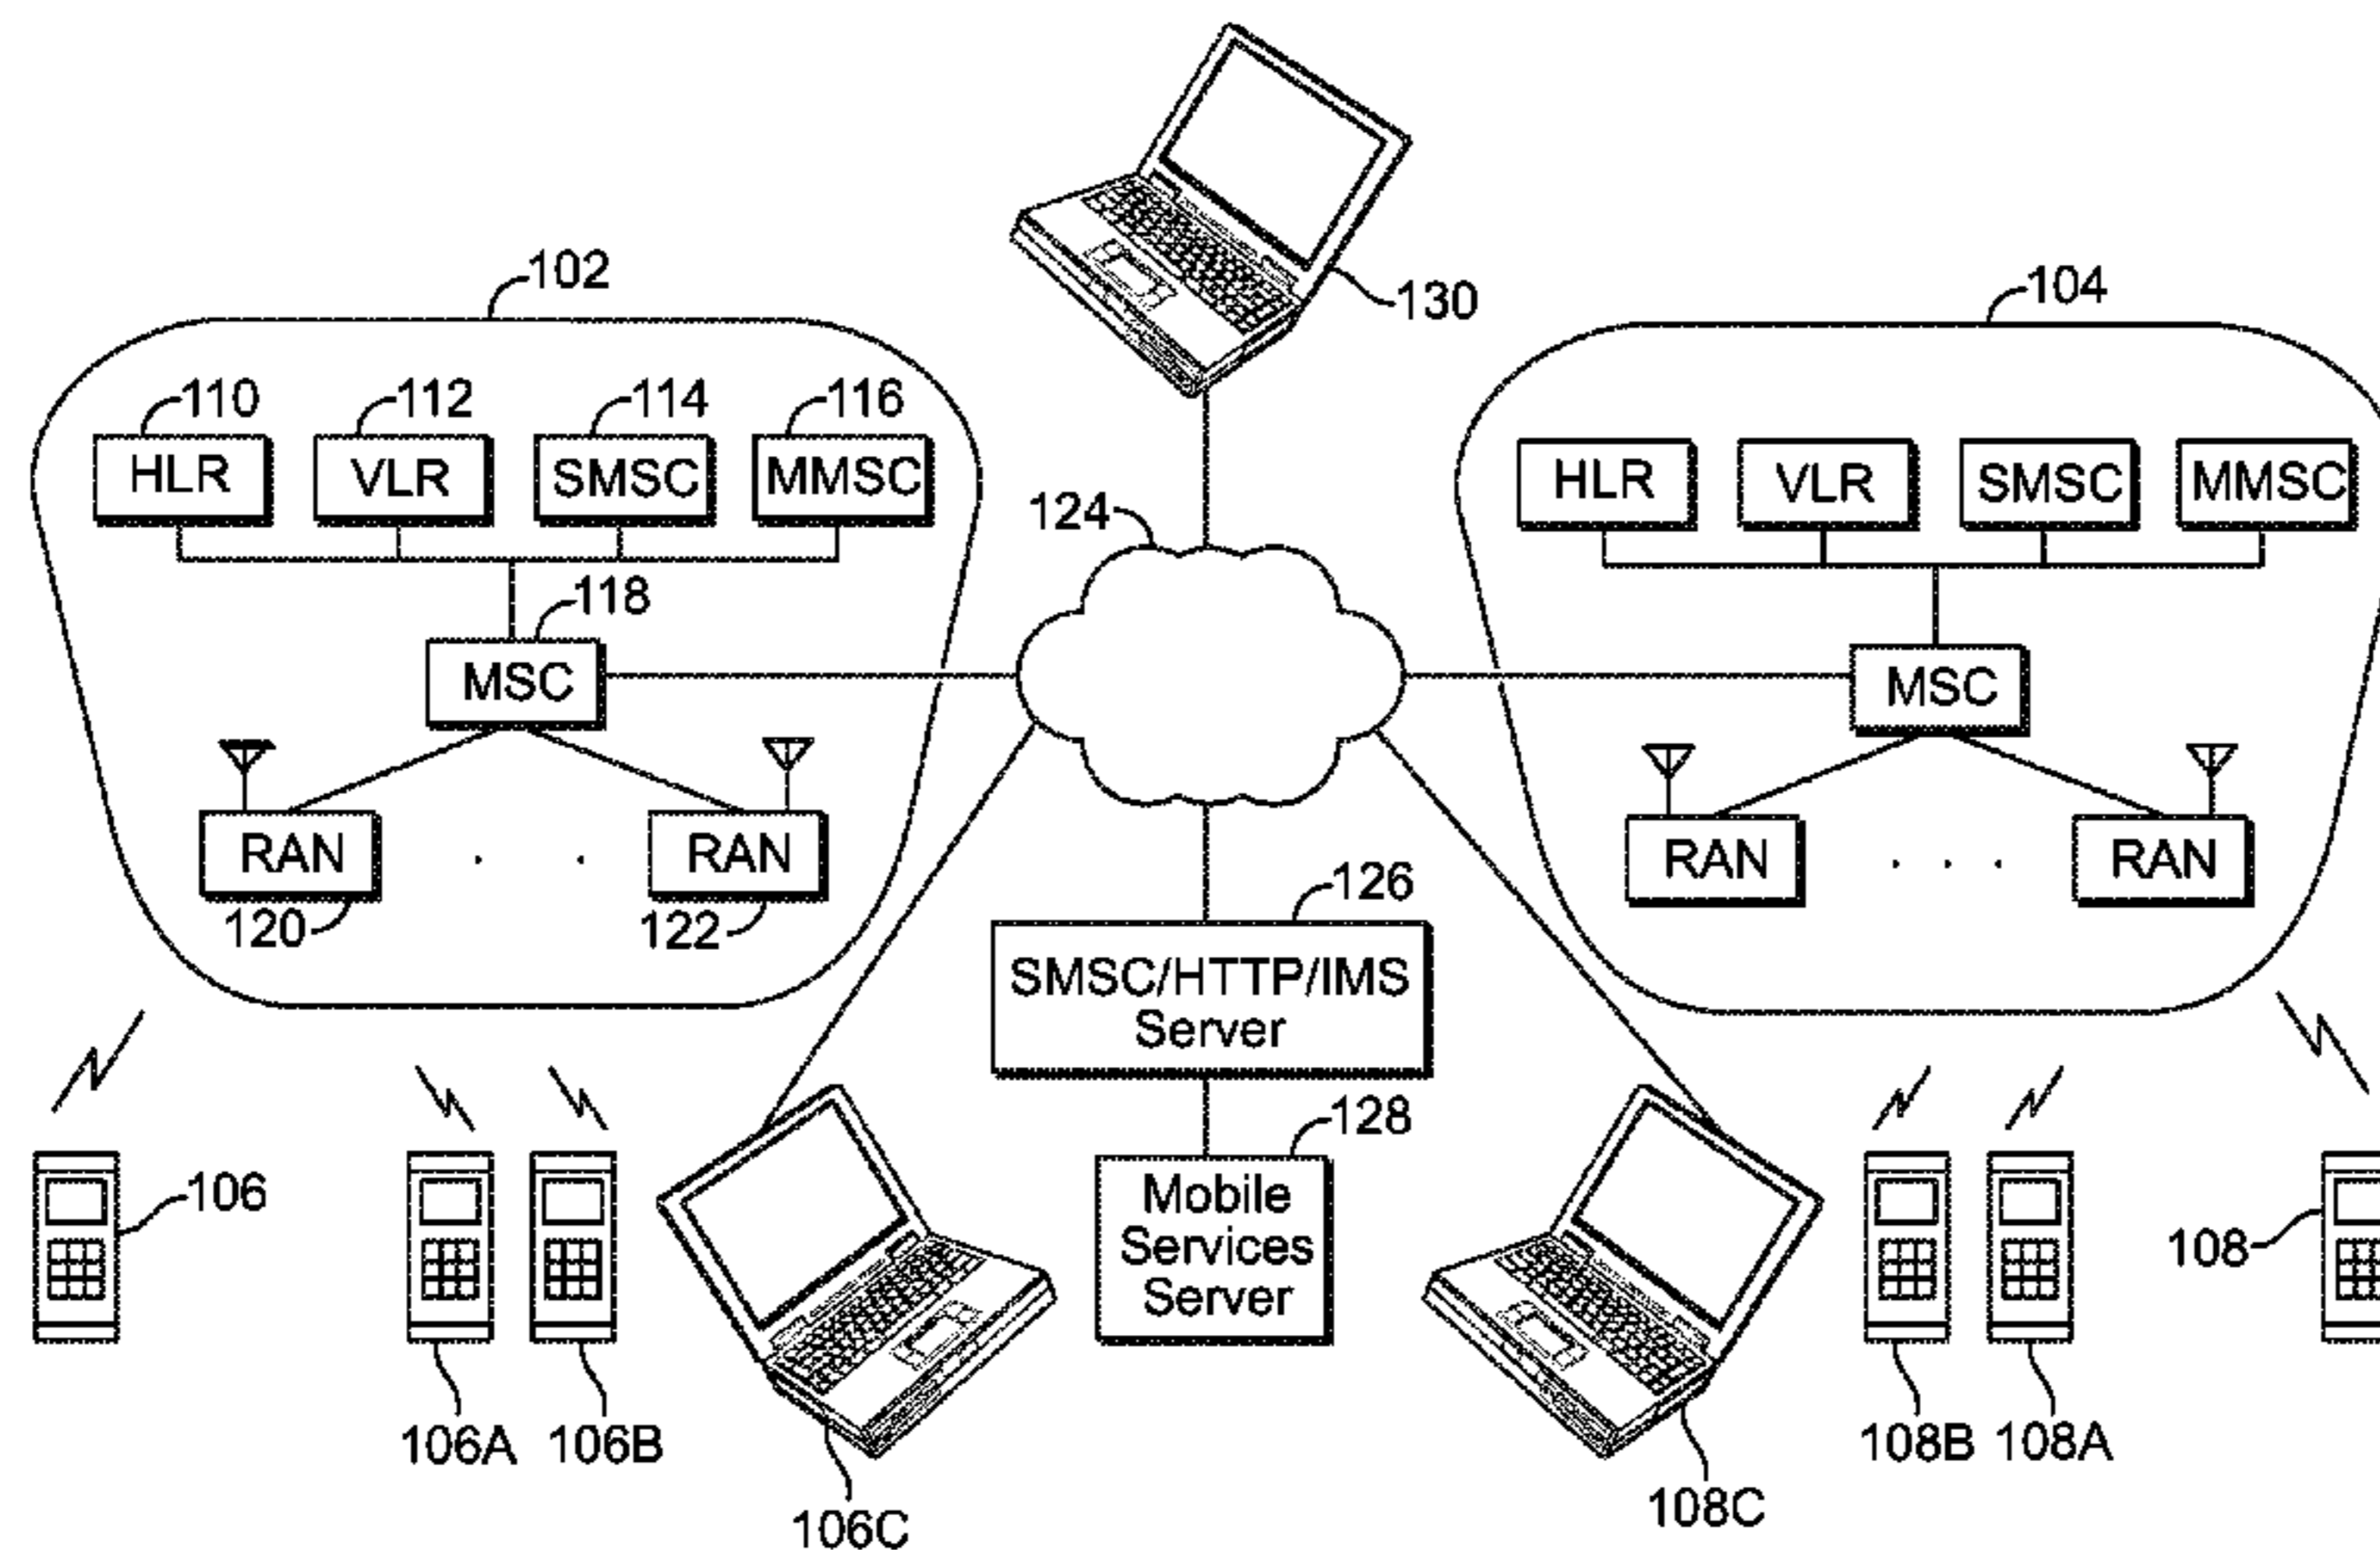 102
130
104
110
112
114
116
HLR
VLR
SMSC
MMSC
HLR
VLR
SMSC
MMSC
124
118
MSC
MSC
RAN
RAN
RAN
RAN
120
122
126
SMSC/HTTP/IMS
Server
128
Mobile
Services
Server
106
108
106A
106B
106C
108C
108B
108A